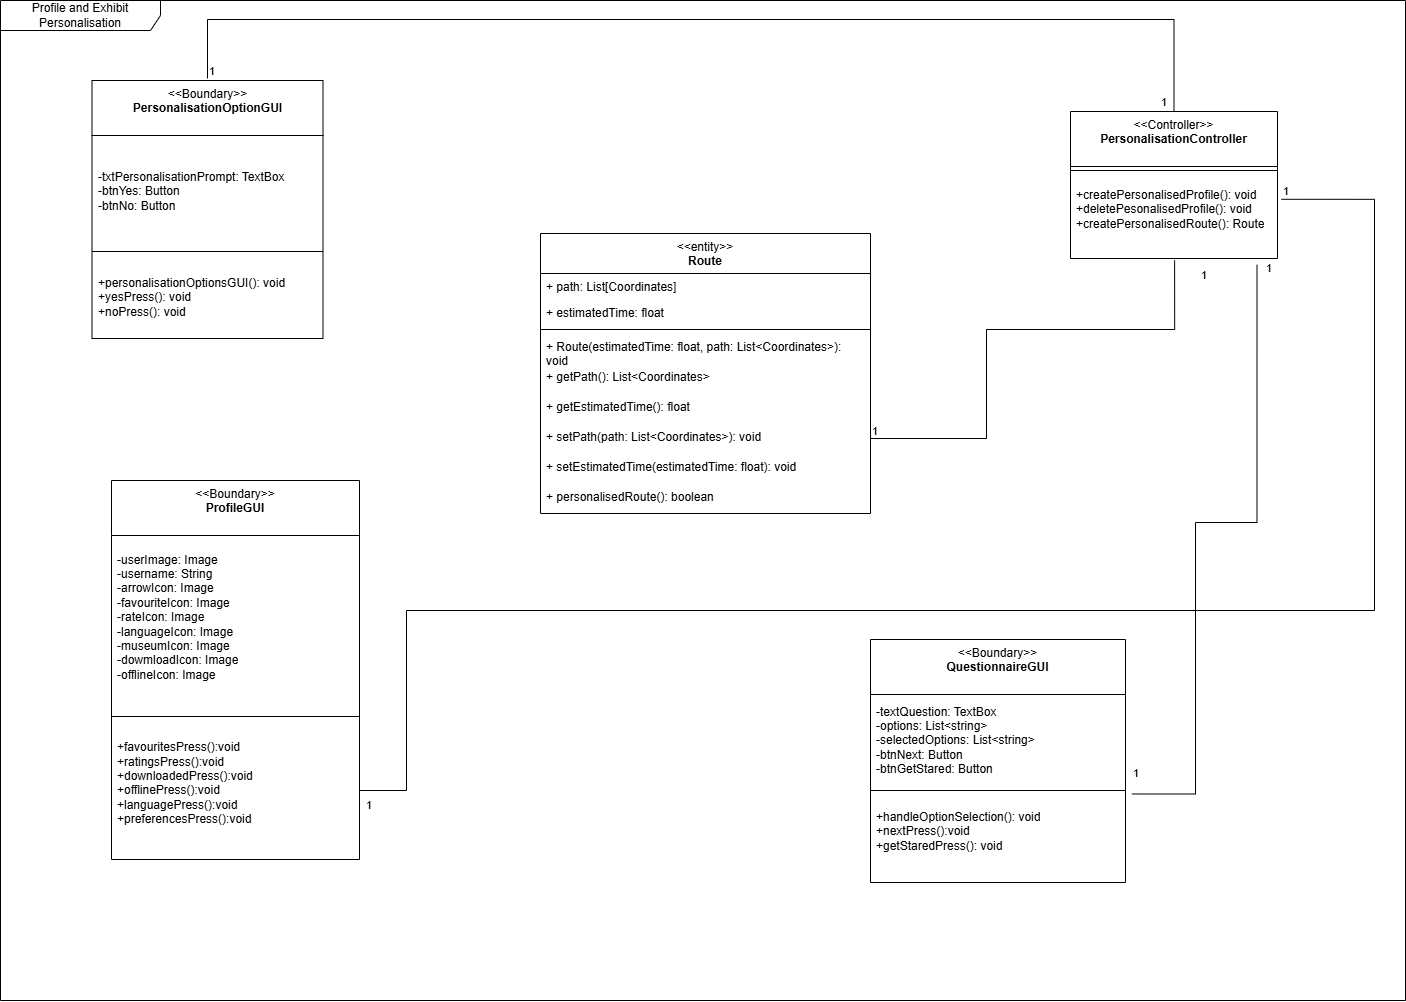 Profile and Exhibit
Personalisation
1
<<Boundary>>
PersonalisationOptionGUI
-txtPersonalisationPrompt: TextBox
-btnYes: Button
-btnNo: Button
+personalisationOptionsGUI(): void
+yesPress(): void
+noPress(): void
1
<<Controller>>
PersonalisationController
+createPersonalisedProfile(): void
+deletePesonalisedProfile(): void
+createPersonalisedRoute(): Route
1
1
1
<<entity>>
Route
+ path: List[Coordinates]
+ estimatedTime: float
+ Route(estimatedTime: float, path: List<Coordinates>):
void
+ getPath(): List<Coordinates>
+ getEstimatedTime(): float
+ setPath(path: List<Coordinates>): void
+ setEstimatedTime(estimatedTime: float): void
+ personalisedRoute(): boolean
1
<<Boundary>>
ProfileGUI
-userImage: Image
-username: String
-arrowIcon: Image
-favouriteIcon: Image
-rateIcon: Image
-languageIcon: Image
-museumIcon: Image
-dowmloadIcon: Image
-offlineIcon: Image
+favouritesPress():void
+ratingsPress():void
+downloadedPress():void
+offlinePress():void
+languagePress():void
+preferencesPress():void
1
<<Boundary>>
QuestionnaireGUI
-textQuestion: TextBox
-options: List<string>
-selectedOptions: List<string>
-btnNext: Button
-btnGetStared: Button
+handleOptionSelection(): void
+nextPress():void
+getStaredPress(): void
1